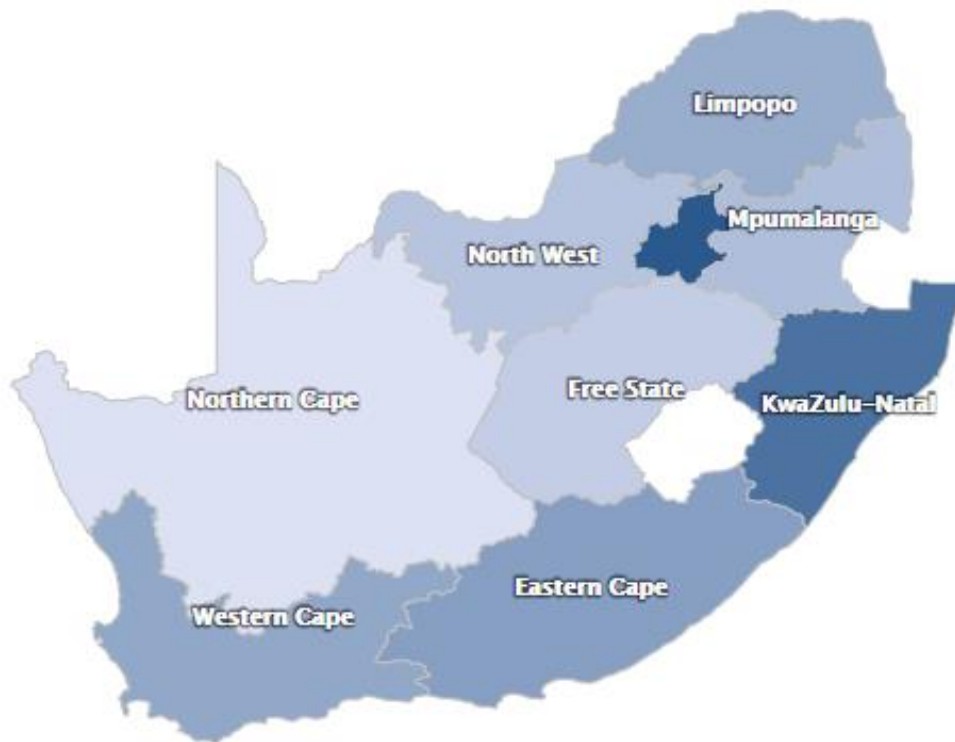 Limpopo
Mpumalanga
North West
Free State
Northern Cape
KwaZulu-Natal
Eastern Cape
Western Cape